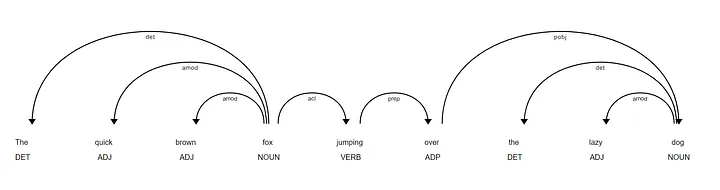 det
pobj
amod
det
amod
acl
prep
amod
The quick brown fox jumping over the lazy dog
DET ADJ ADJ NOUN VERB ADP DET ADJ NOUN